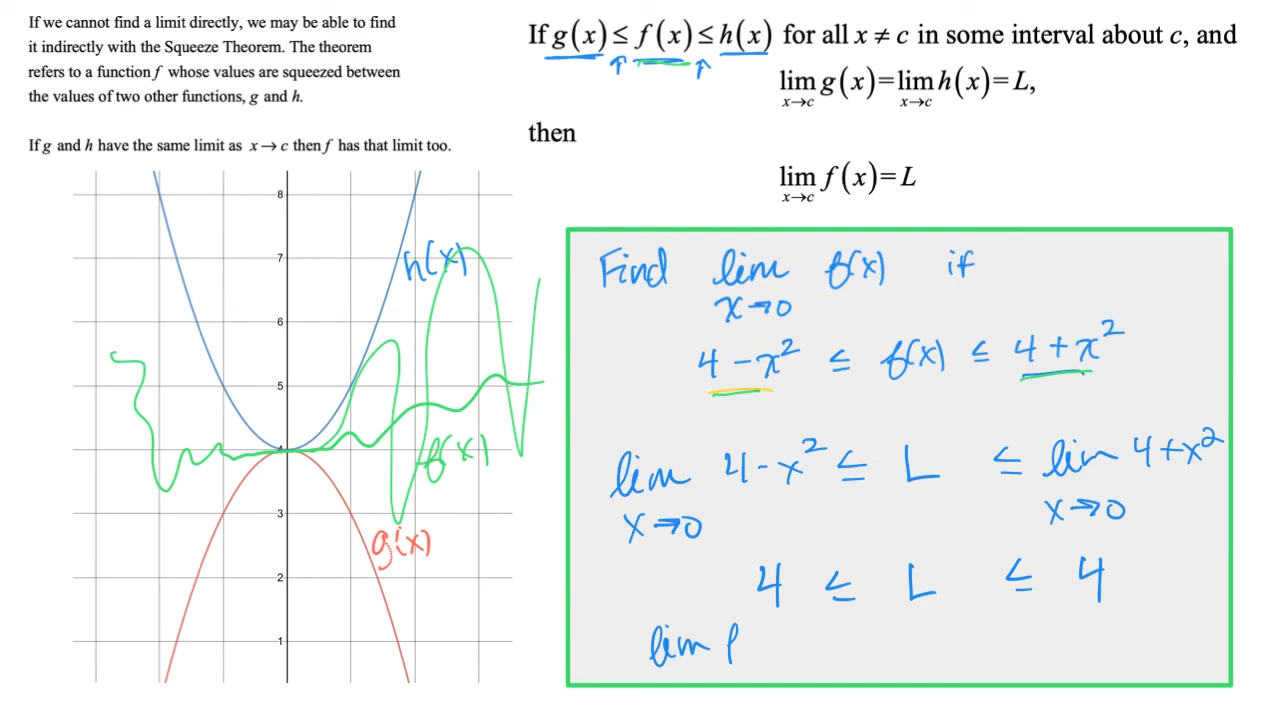 If we cannot find a limit directly, we may be able to find
it indirectly with the Squeeze Theorem. The theorem
refers to a function f whose values are squeezed between
the values of two other functions, g and h.
If g and h have the same limit as x→c then f has that limit too.
If g(x) ≤ f(x) ≤ h(x) for all x ≠ c in some interval about c, and
lim g(x)=lim h(x)=L,
x→c x→c
then
lim f(x)=L
x→c
8
7
6
5
4
3
2
1
h(x)
f(x)
g(x)
Find lim f(x) if
x→0
4-x² ≤ f(x) ≤ 4+x²
lim 4-x² ≤ L ≤ lim 4+x²
x→0 x→0
4 ≤ L ≤ 4
lim f